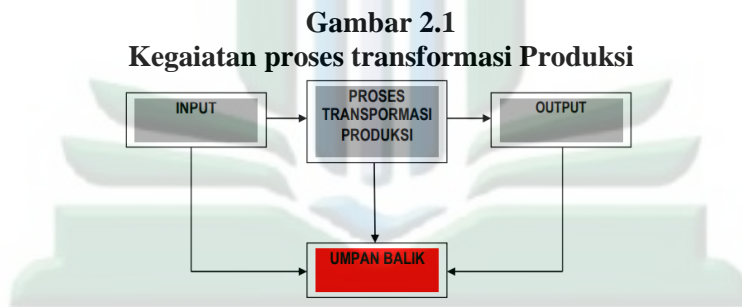 Gambar 2.1
Kegaiatan proses transformasi Produksi
INPUT
PROSES
TRANSPORMASI
PRODUKSI
OUTPUT
UMPAN BALIK